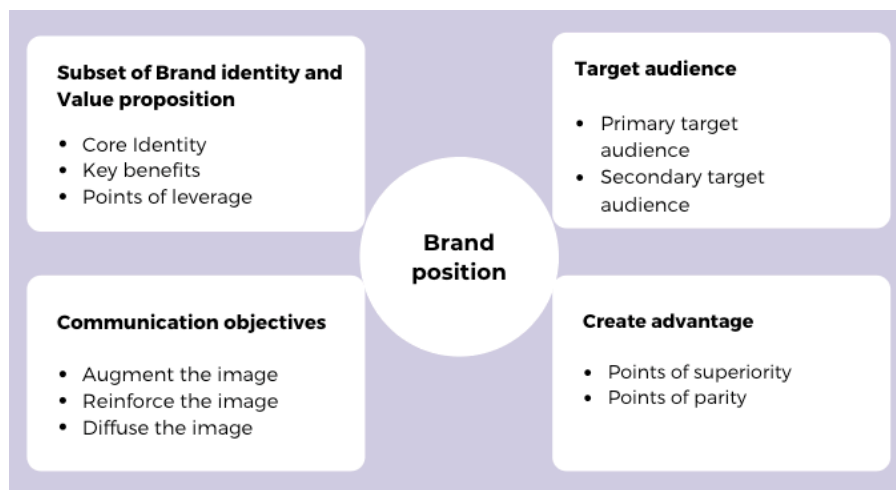 Subset of Brand identity and
Value proposition
• Core Identity
• Key benefits
• Points of leverage
Target audience
• Primary target
audience
• Secondary target
audience
Brand
position
Communication objectives
• Augment the image
• Reinforce the image
• Diffuse the image
Create advantage
• Points of superiority
• Points of parity